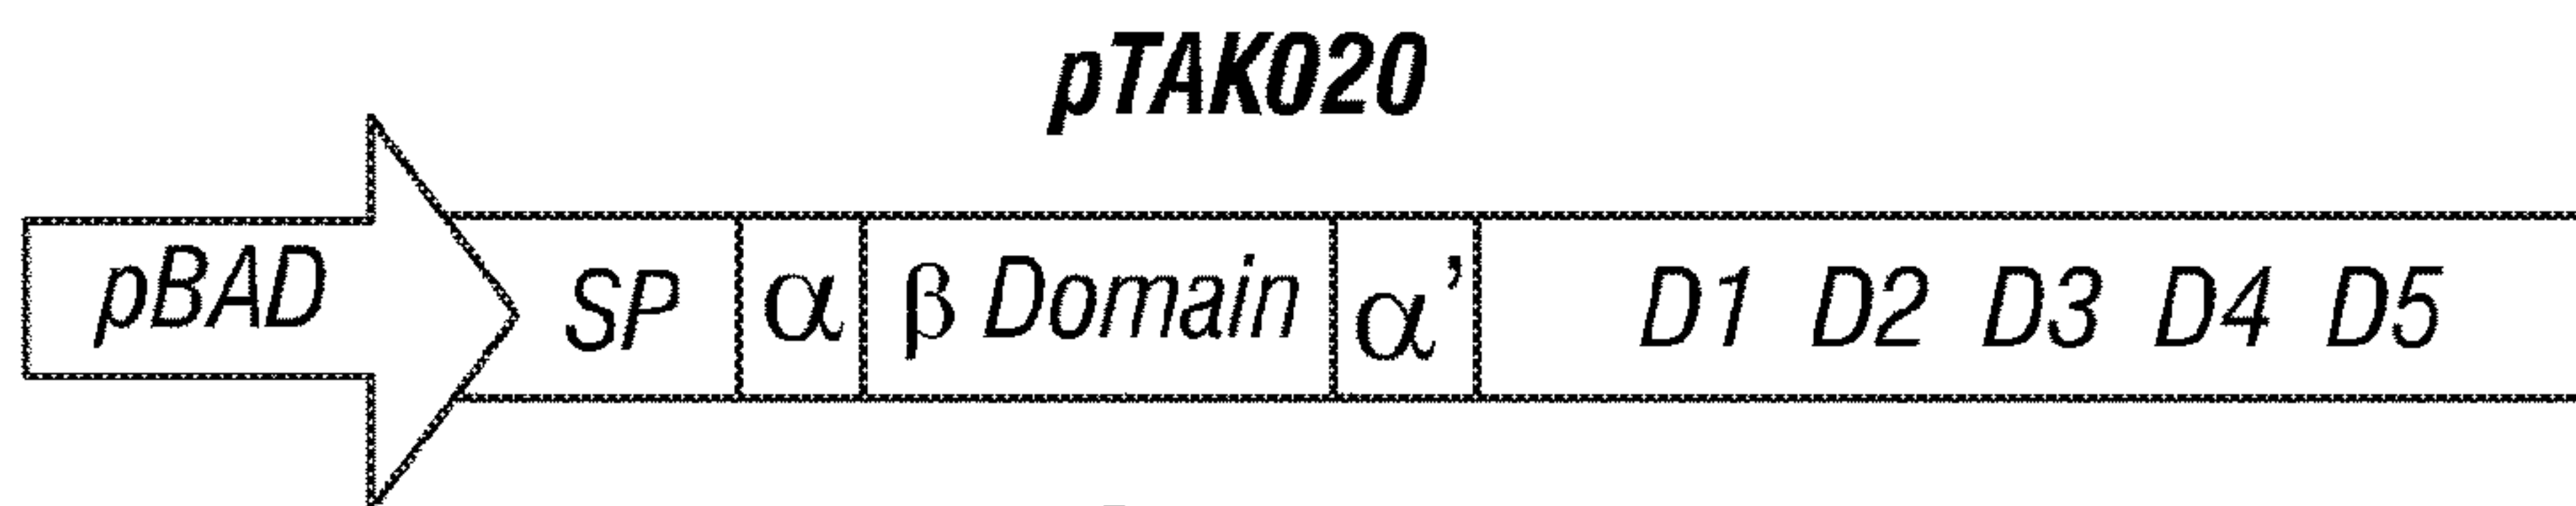 pTAK020
pBAD SP α β Domain α’ D1 D2 D3 D4 D5